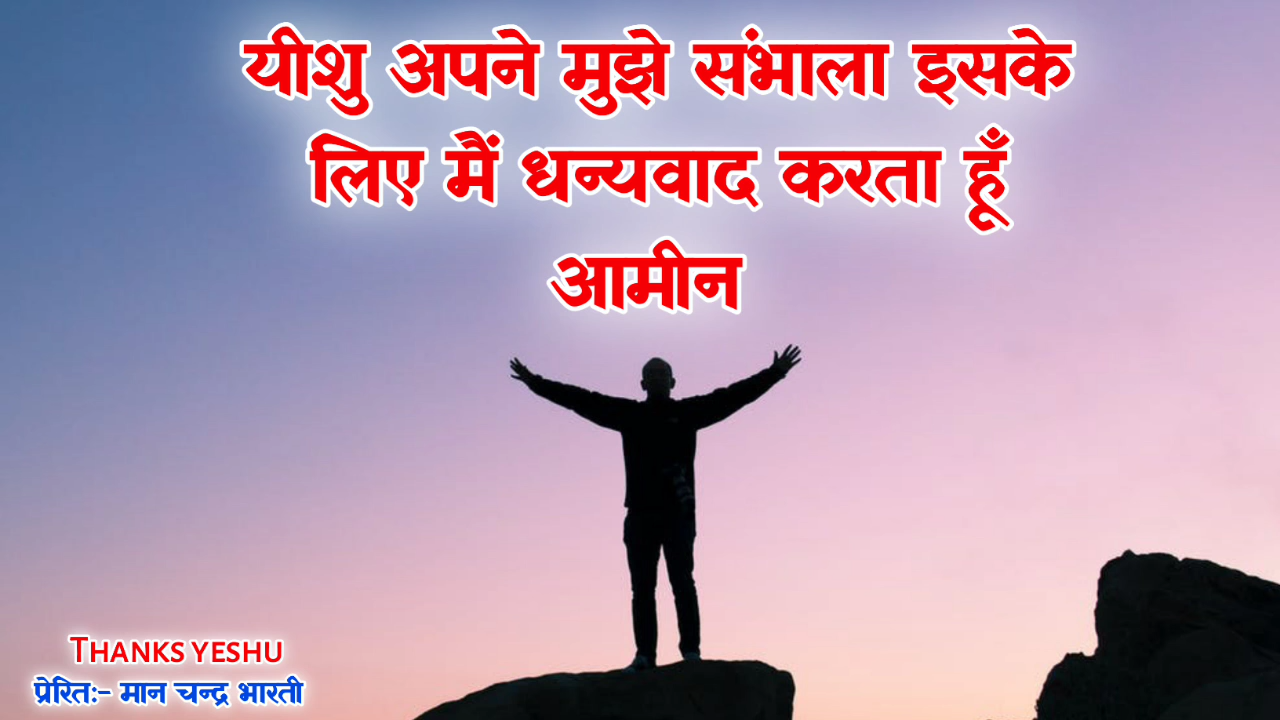 यीशु अपने मुझे संभाला इसके
लिए मैं धन्यवाद करता हूँ
आमीन
THANKS YESHU
प्रेरितः- मान चन्द्र भारती